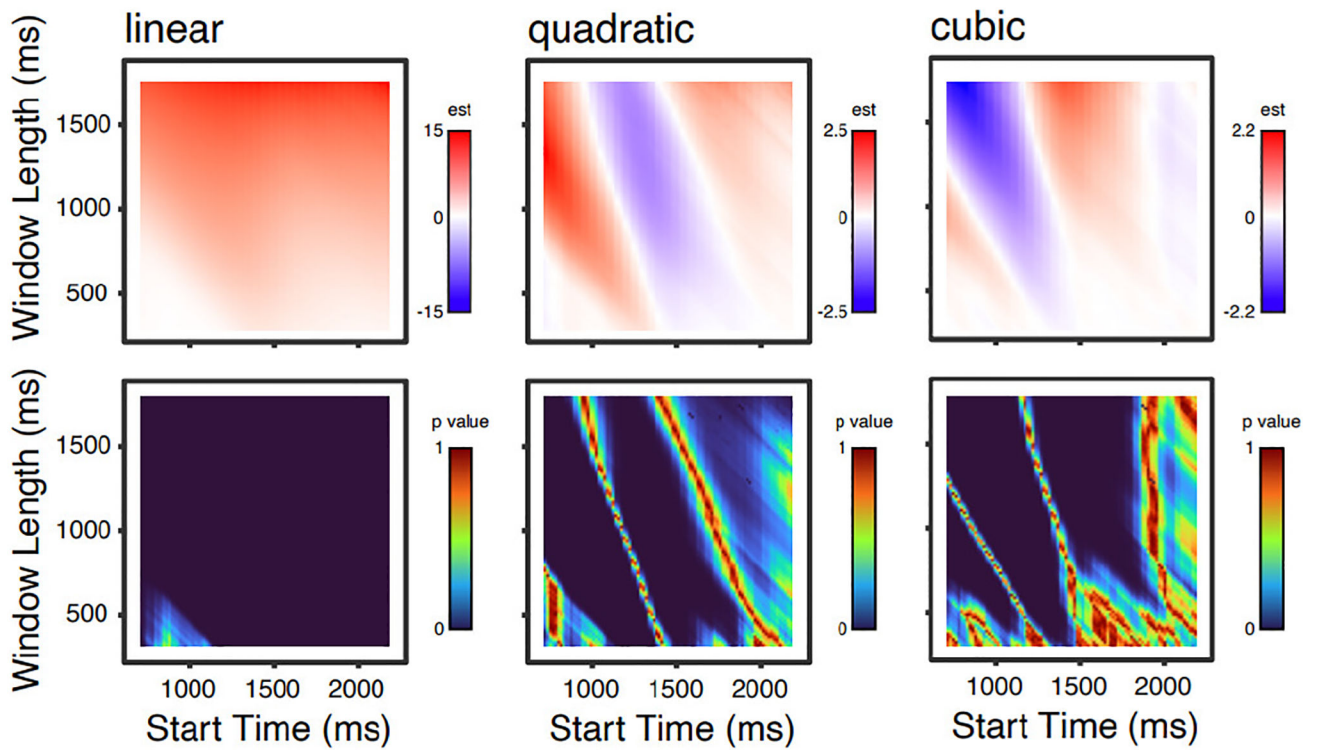 linear quadratic cubic
Window Length (ms)
1500
1000
500
est
15
0
-15
est
2.5
0
-2.5
est
2.2
0
-2.2
Window Length (ms)
1500
1000
500
p value
1
0
p value
1
0
p value
1
0
1000 1500 2000
1000 1500 2000
1000 1500 2000
Start Time (ms) Start Time (ms) Start Time (ms)